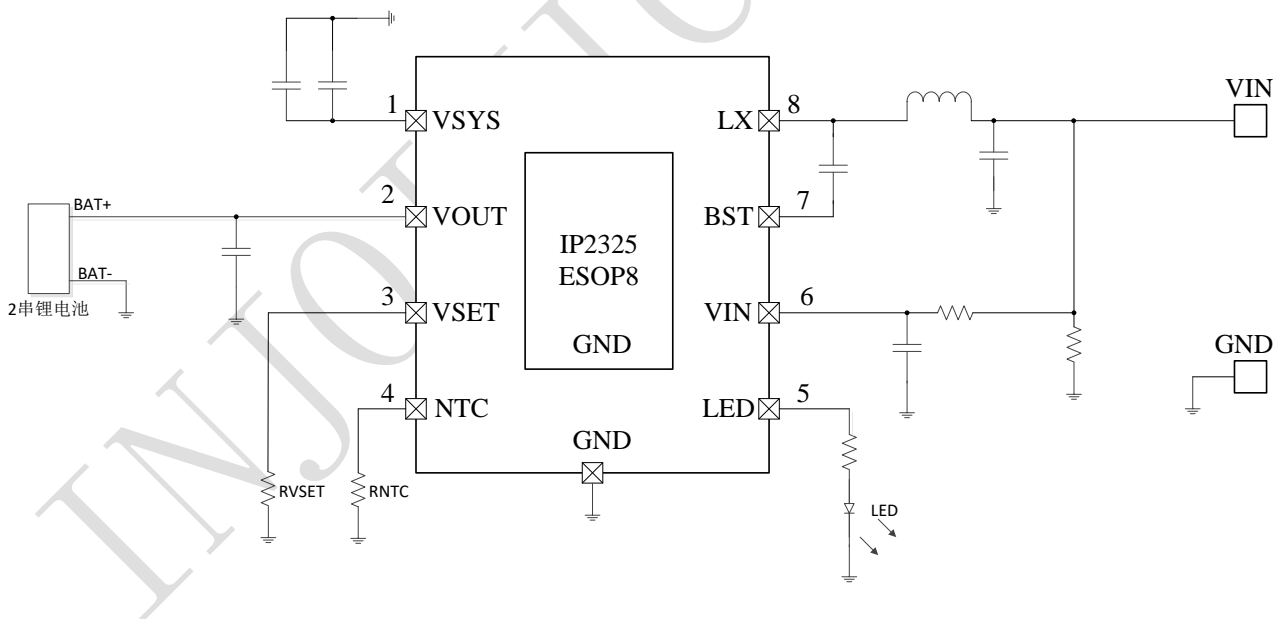 VIN
1
VSYS
LX
8
2
VOUT
BST
7
BAT+
IP2325
ESOP8
BAT-
2串锂电池
3
VSET
VIN
6
GND
GND
4
NTC
LED
5
GND
RVSET
RNTC
LED